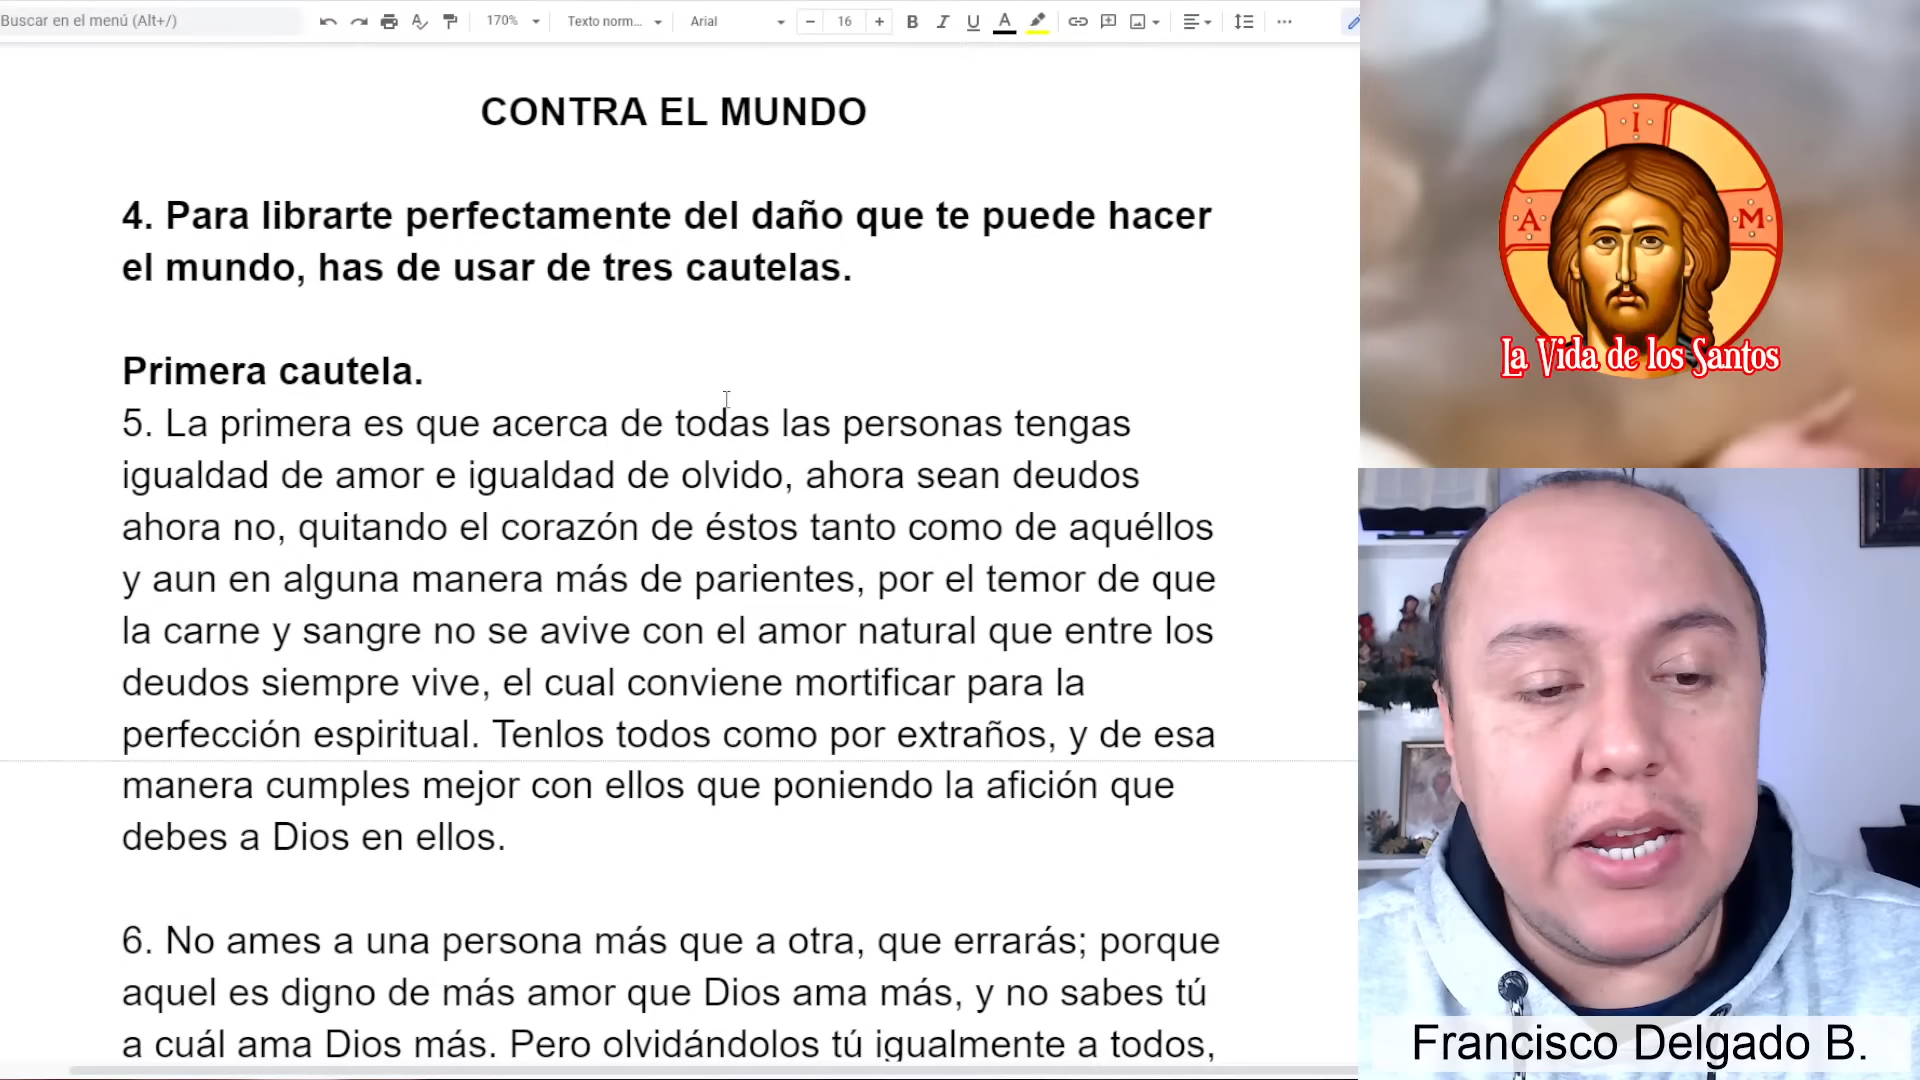 Buscar en el menú (Alt+/)
170%
Texto norm...
Arial
16
CONTRA EL MUNDO
4. Para librarte perfectamente del daño que te puede hacer
el mundo, has de usar de tres cautelas.
Primera cautela.
5. La primera es que acerca de todas las personas tengas
igualdad de amor e igualdad de olvido, ahora sean deudos
ahora no, quitando el corazón de éstos tanto como de aquéllos
y aun en alguna manera más de parientes, por el temor de que
la carne y sangre no se avive con el amor natural que entre los
deudos siempre vive, el cual conviene mortificar para la
perfección espiritual. Tenlos todos como por extraños, y de esa
manera cumples mejor con ellos que poniendo la afición que
debes a Dios en ellos.
6. No ames a una persona más que a otra, que errarás; porque
aquel es digno de más amor que Dios ama más, y no sabes tú
a cuál ama Dios más. Pero olvidándolos tú igualmente a todos,
I
A M
La Vida de los Santos
Francisco Delgado B.